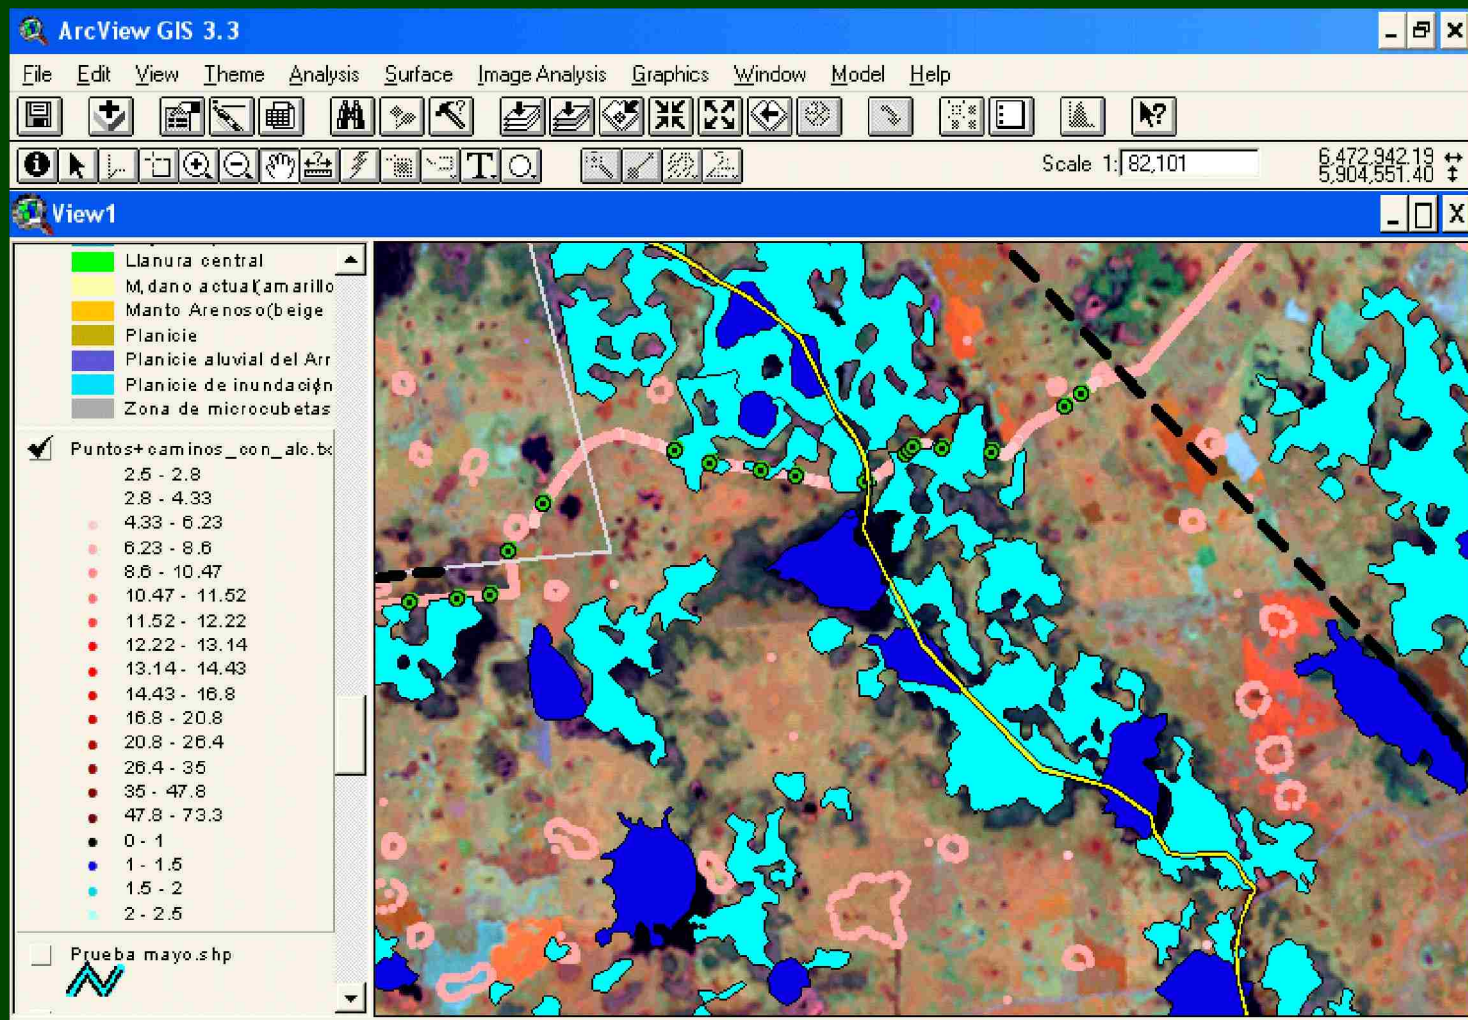 ArcView GIS 3.3
File Edit View Theme Analysis Surface Image Analysis Graphics Window Model Help
Scale 1: 82,101
6,472,942.19
5,904,551.40
View1
Llanura central
M,dano actual(amarillo
Manto Arenoso(beige
Planicie
Planicie aluvial del Arr
Planicie de inundaci¢n
Zona de microcubetas
Puntos+caminos_con_alc.tx
2.5 - 2.8
2.8 - 4.33
4.33 - 6.23
6.23 - 8.6
8.6 - 10.47
10.47 - 11.52
11.52 - 12.22
12.22 - 13.14
13.14 - 14.43
14.43 - 16.8
16.8 - 20.8
20.8 - 26.4
26.4 - 35
35 - 47.8
47.8 - 73.3
0 - 1
1 - 1.5
1.5 - 2
2 - 2.5
Prueba mayo.shp